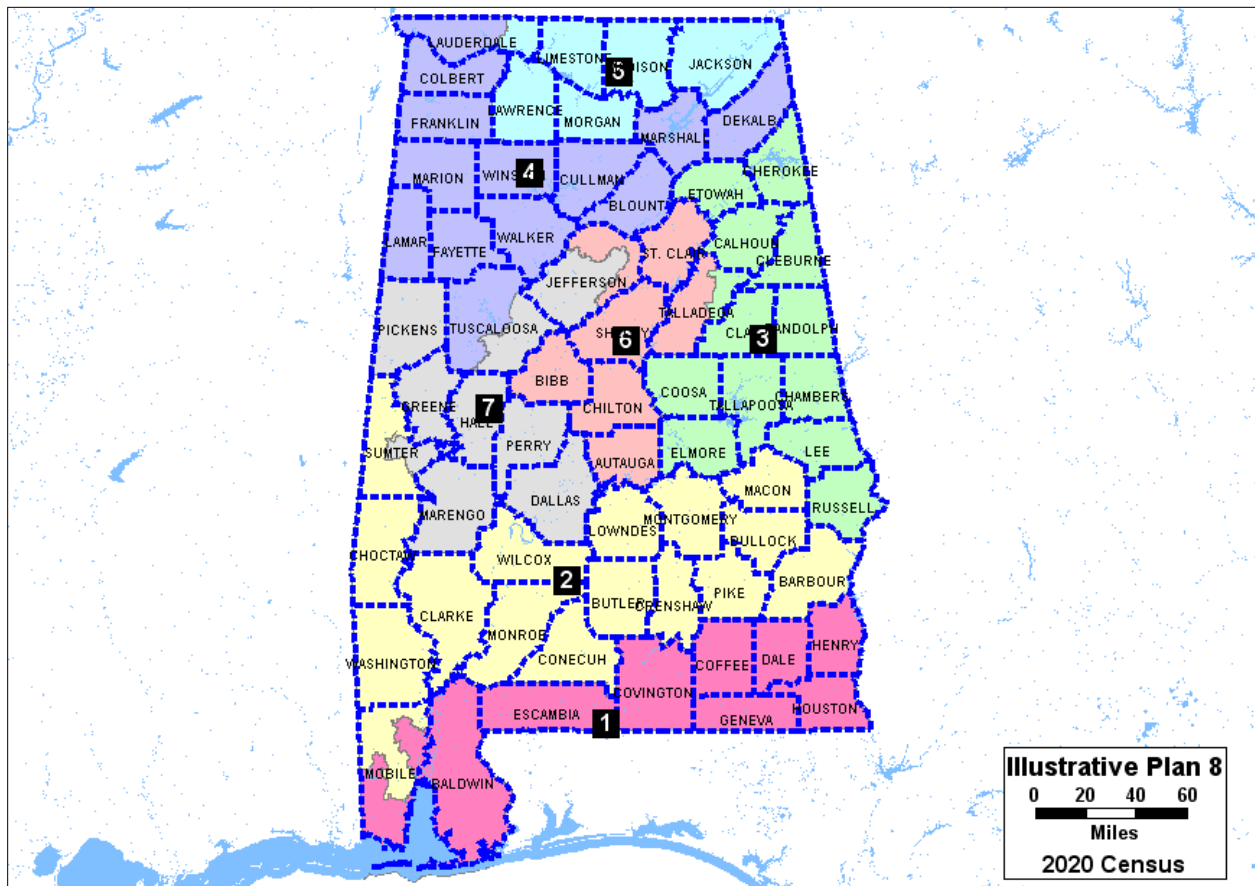 LAUDERDALE
LIMESTONE
5
JACKSON
COLBERT
LAWRENCE
MORGAN
FRANKLIN
MARSHALL
DEKALB
4
MARION
CULLMAN
CHEROKEE
ETOWAH
BLOUNT
LAMAR
FAYETTE
WALKER
ST. CLAIR
CALHOUN
CLEBURNE
JEFFERSON
PICKENS
TUSCALOOSA
TALLADEGA
6
3
RANDOLPH
BIBB
COOSA
CHAMBERS
GREENE
7
CHILTON
TALLAPOOSA
HALL
PERRY
SUMTER
AUTAUGA
ELMORE
LEE
MACON
DALLAS
RUSSELL
MARENGO
LOWNDES
MONTGOMERY
BULLOCK
CHOCTAW
WILCOX
2
BARBOUR
CLARKE
BUTLER
CRENSHAW
PIKE
MONROE
WASHINGTON
CONECUH
COFFEE
DALE
HENRY
COVINGTON
HOUSTON
ESCAMBIA
1
GENEVA
MOBILE
BALDWIN
Illustrative Plan 8
0 20 40 60
Miles
2020 Census